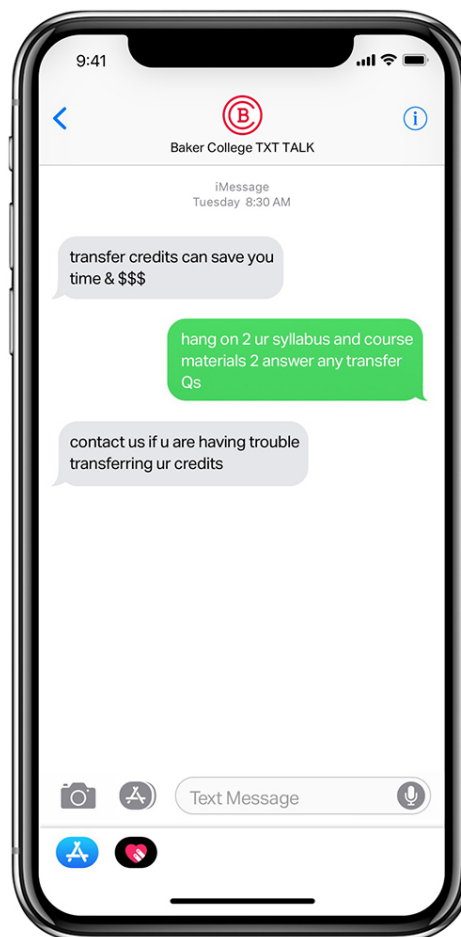 9:41
B
Baker College TXT TALK
iMessage
Tuesday 8:30 AM
transfer credits can save you
time & $$$
hang on 2 ur syllabus and course
materials 2 answer any transfer
Qs
contact us if u are having trouble
transferring ur credits
Text Message